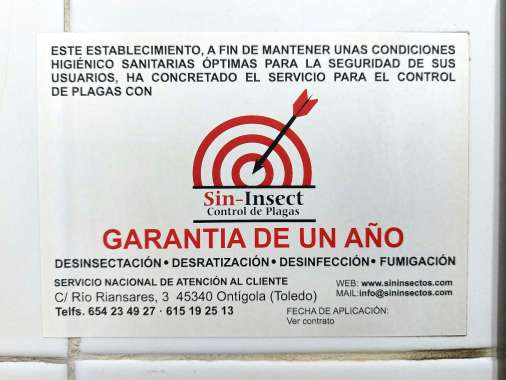 ESTE ESTABLECIMIENTO, A FIN DE MANTENER UNAS CONDICIONES
HIGIÉNICO SANITARIAS ÓPTIMAS PARA LA SEGURIDAD DE SUS
USUARIOS, HA CONCRETADO EL SERVICIO PARA EL CONTROL
DE PLAGAS CON
Sin-Insect
Control de Plagas
GARANTIA DE UN AÑO
DESINSECTACIÓN • DESRATIZACIÓN • DESINFECCIÓN • FUMIGACIÓN
SERVICIO NACIONAL DE ATENCIÓN AL CLIENTE
C/ Río Riansares, 3 45340 Ontígola (Toledo)
Telfs. 654 23 49 27 · 615 19 25 13
WEB: www.sininsectos.com
MAIL:info@sininsectos.com
FECHA DE APLICACIÓN:
Ver contrato